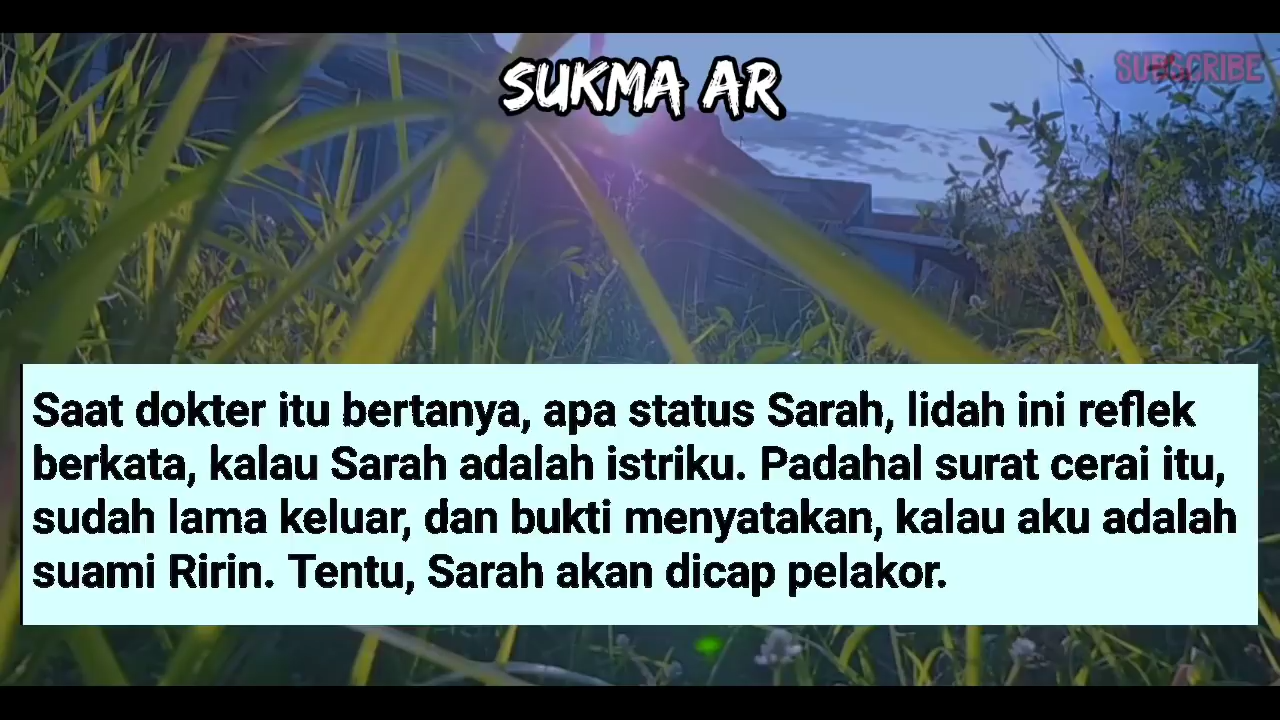 SUKMA AR
SUBSCRIBE
Saat dokter itu bertanya, apa status Sarah, lidah ini reflek
berkata, kalau Sarah adalah istriku. Padahal surat cerai itu,
sudah lama keluar, dan bukti menyatakan, kalau aku adalah
suami Ririn. Tentu, Sarah akan dicap pelakor.